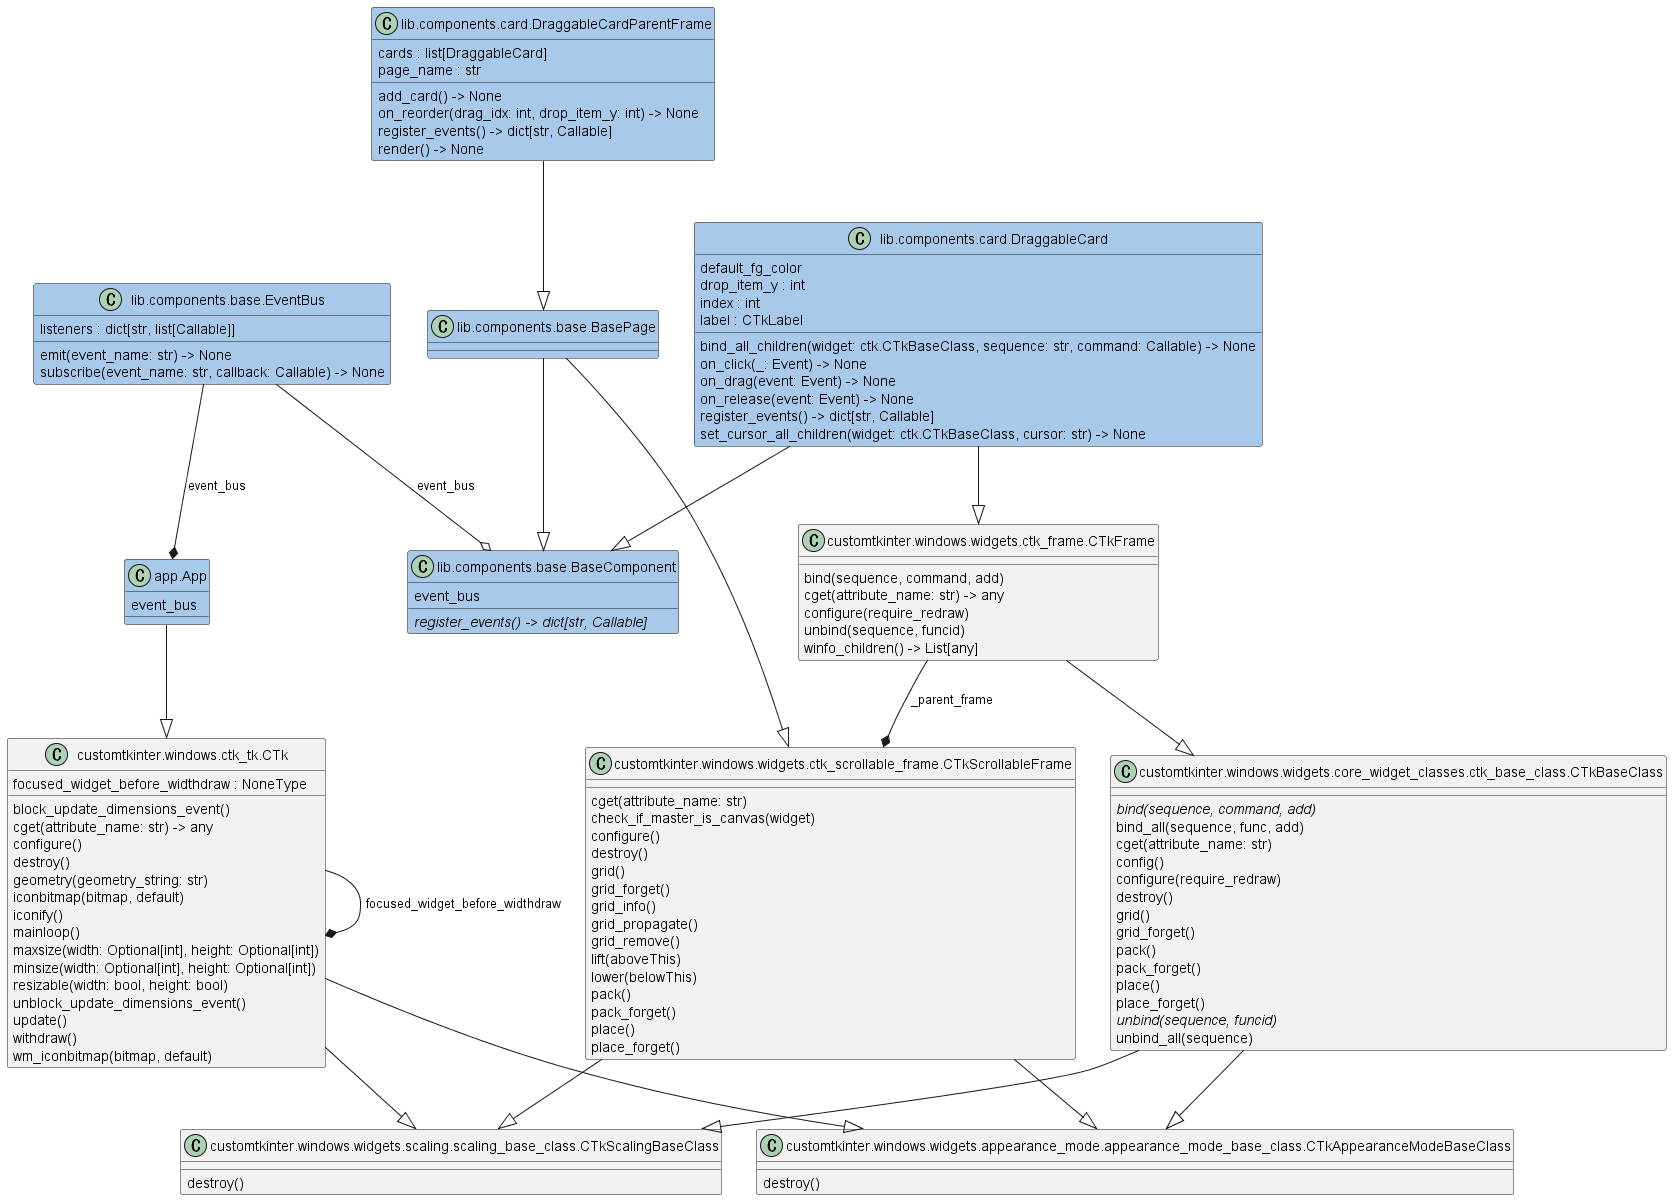 C lib.components.card.DraggableCardParentFrame
cards : list[DraggableCard]
page_name : str
add_card() -> None
on_reorder(drag_idx: int, drop_item_y: int) -> None
register_events() -> dict[str, Callable]
render() -> None
C lib.components.card.DraggableCard
default_fg_color
drop_item_y : int
index : int
label : CTkLabel
bind_all_children(widget: ctk.CTkBaseClass, sequence: str, command: Callable) -> None
on_click(_: Event) -> None
on_drag(event: Event) -> None
on_release(event: Event) -> None
register_events() -> dict[str, Callable]
set_cursor_all_children(widget: ctk.CTkBaseClass, cursor: str) -> None
C lib.components.base.EventBus
listeners : dict[str, list[Callable]]
emit(event_name: str) -> None
subscribe(event_name: str, callback: Callable) -> None
C lib.components.base.BasePage
event_bus
event_bus
C app.App
event_bus
C lib.components.base.BaseComponent
event_bus
register_events() -> dict[str, Callable]
C customtkinter.windows.widgets.ctk_frame.CTkFrame
bind(sequence, command, add)
cget(attribute_name: str) -> any
configure(require_redraw)
unbind(sequence, funcid)
winfo_children() -> List[any]
_parent_frame
C customtkinter.windows.ctk_tk.CTk
focused_widget_before_widthdraw : NoneType
block_update_dimensions_event()
cget(attribute_name: str) -> any
configure()
destroy()
geometry(geometry_string: str)
iconbitmap(bitmap, default)
iconify()
mainloop()
maxsize(width: Optional[int], height: Optional[int])
minsize(width: Optional[int], height: Optional[int])
resizable(width: bool, height: bool)
unblock_update_dimensions_event()
update()
withdraw()
wm_iconbitmap(bitmap, default)
focused_widget_before_widthdraw
C customtkinter.windows.widgets.ctk_scrollable_frame.CTkScrollableFrame
cget(attribute_name: str)
check_if_master_is_canvas(widget)
configure()
destroy()
grid()
grid_forget()
grid_info()
grid_propagate()
grid_remove()
lift(aboveThis)
lower(belowThis)
pack()
pack_forget()
place()
place_forget()
C customtkinter.windows.widgets.core_widget_classes.ctk_base_class.CTkBaseClass
bind(sequence, command, add)
bind_all(sequence, func, add)
cget(attribute_name: str)
config()
configure(require_redraw)
destroy()
grid()
grid_forget()
pack()
pack_forget()
place()
place_forget()
unbind(sequence, funcid)
unbind_all(sequence)
C customtkinter.windows.widgets.scaling.scaling_base_class.CTkScalingBaseClass
destroy()
C customtkinter.windows.widgets.appearance_mode.appearance_mode_base_class.CTkAppearanceModeBaseClass
destroy()